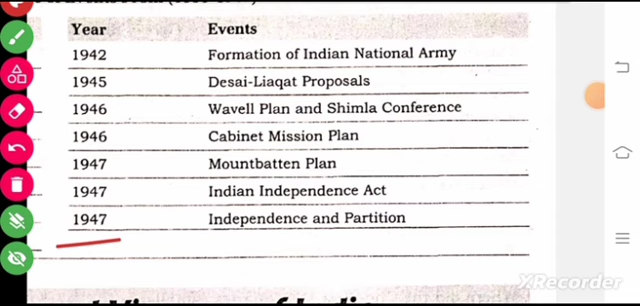 Year Events
1942 Formation of Indian National Army
1945 Desai-Liaqat Proposals
1946 Wavell Plan and Shimla Conference
1946 Cabinet Mission Plan
1947 Mountbatten Plan
1947 Indian Independence Act
1947 Independence and Partition
XRecorder